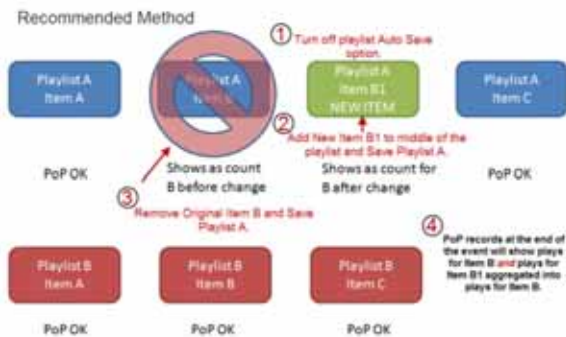 Recommended Method
① Turn off playlist Auto Save
option.
Playlist A
Item A
Playlist A
Item B
Playlist A
Item B1
NEW ITEM
Playlist A
Item C
② Add New Item B1 to middle of the
playlist and Save Playlist A.
PoP OK
Shows as count
B before change
Shows as count for
B after change
PoP OK
③ Remove Original Item B and Save
Playlist A.
④ PoP records at the end of
the event will show plays
for Item B and plays for
Item B1 aggregated into
plays for Item B.
Playlist B
Item A
Playlist B
Item B
Playlist B
Item C
PoP OK
PoP OK
PoP OK